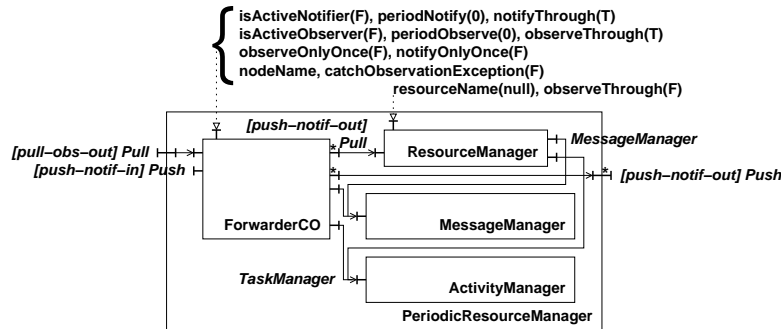 isActiveNotifier(F), periodNotify(0), notifyThrough(T)
isActiveObserver(F), periodObserve(0), observeThrough(T)
observeOnlyOnce(F), notifyOnlyOnce(F)
nodeName, catchObservationException(F)
resourceName(null), observeThrough(F)
[push−notif−out]
Pull
MessageManager
[pull−obs−out] Pull
*
ResourceManager
[push−notif−in] Push
*
*
[push−notif−out] Push
ForwarderCO
MessageManager
TaskManager
ActivityManager
PeriodicResourceManager